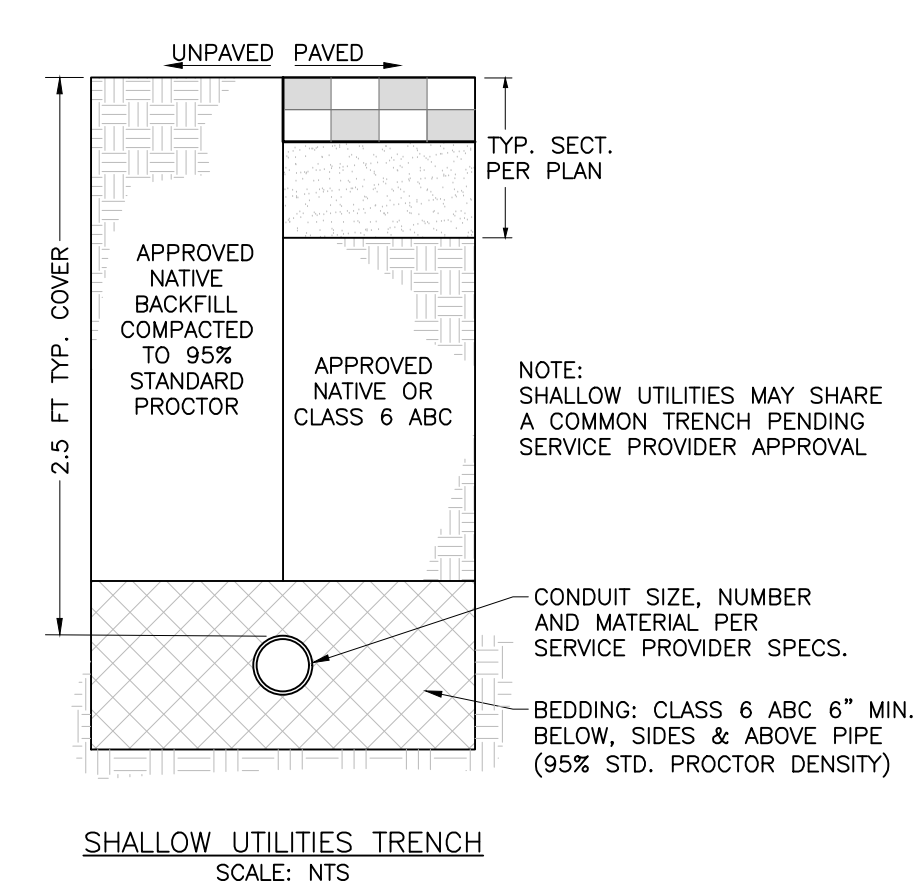 UNPAVED PAVED
TYP. SECT.
PER PLAN
2.5 FT TYP. COVER
APPROVED
NATIVE
BACKFILL
COMPACTED
TO 95%
STANDARD
PROCTOR
APPROVED
NATIVE OR
CLASS 6 ABC
NOTE:
SHALLOW UTILITIES MAY SHARE
A COMMON TRENCH PENDING
SERVICE PROVIDER APPROVAL
CONDUIT SIZE, NUMBER
AND MATERIAL PER
SERVICE PROVIDER SPECS.
BEDDING: CLASS 6 ABC 6” MIN.
BELOW, SIDES & ABOVE PIPE
(95% STD. PROCTOR DENSITY)
SHALLOW UTILITIES TRENCH
SCALE: NTS